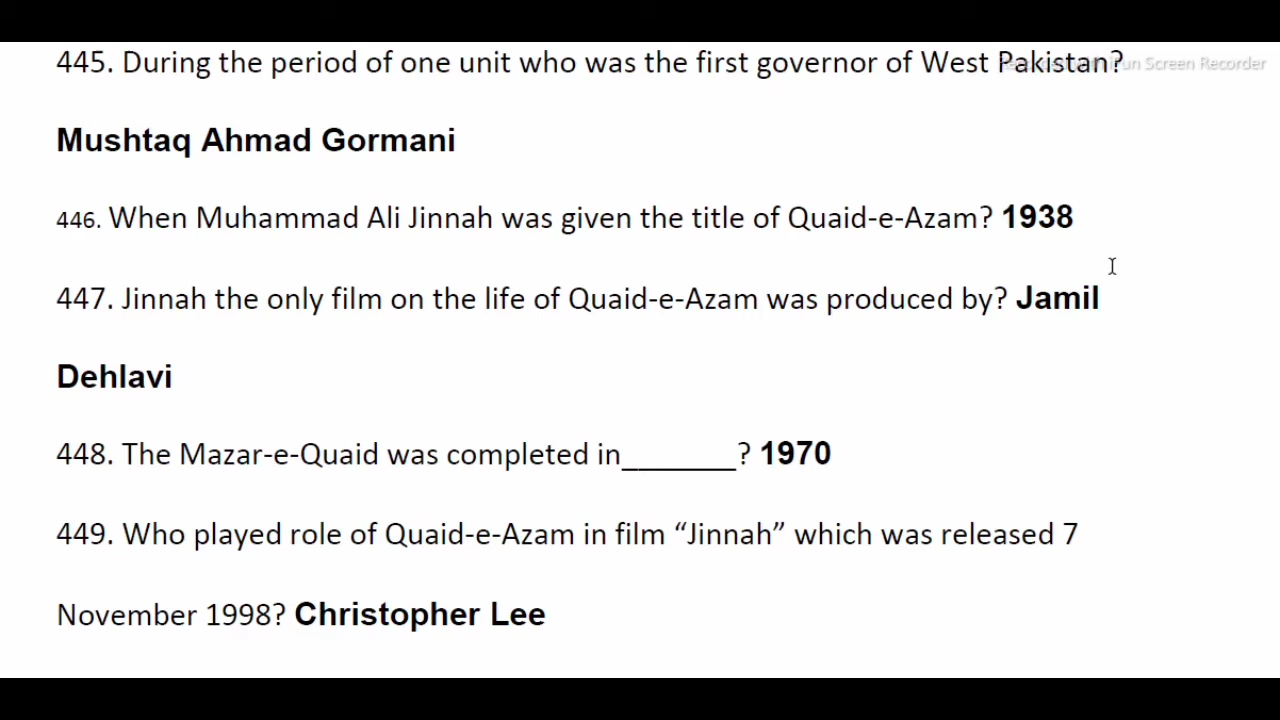 445. During the period of one unit who was the first governor of West Pakistan?
Mushtaq Ahmad Gormani
446. When Muhammad Ali Jinnah was given the title of Quaid-e-Azam? 1938
447. Jinnah the only film on the life of Quaid-e-Azam was produced by? Jamil
Dehlavi
448. The Mazar-e-Quaid was completed in_______? 1970
449. Who played role of Quaid-e-Azam in film “Jinnah” which was released 7
November 1998? Christopher Lee
Screen Recorder